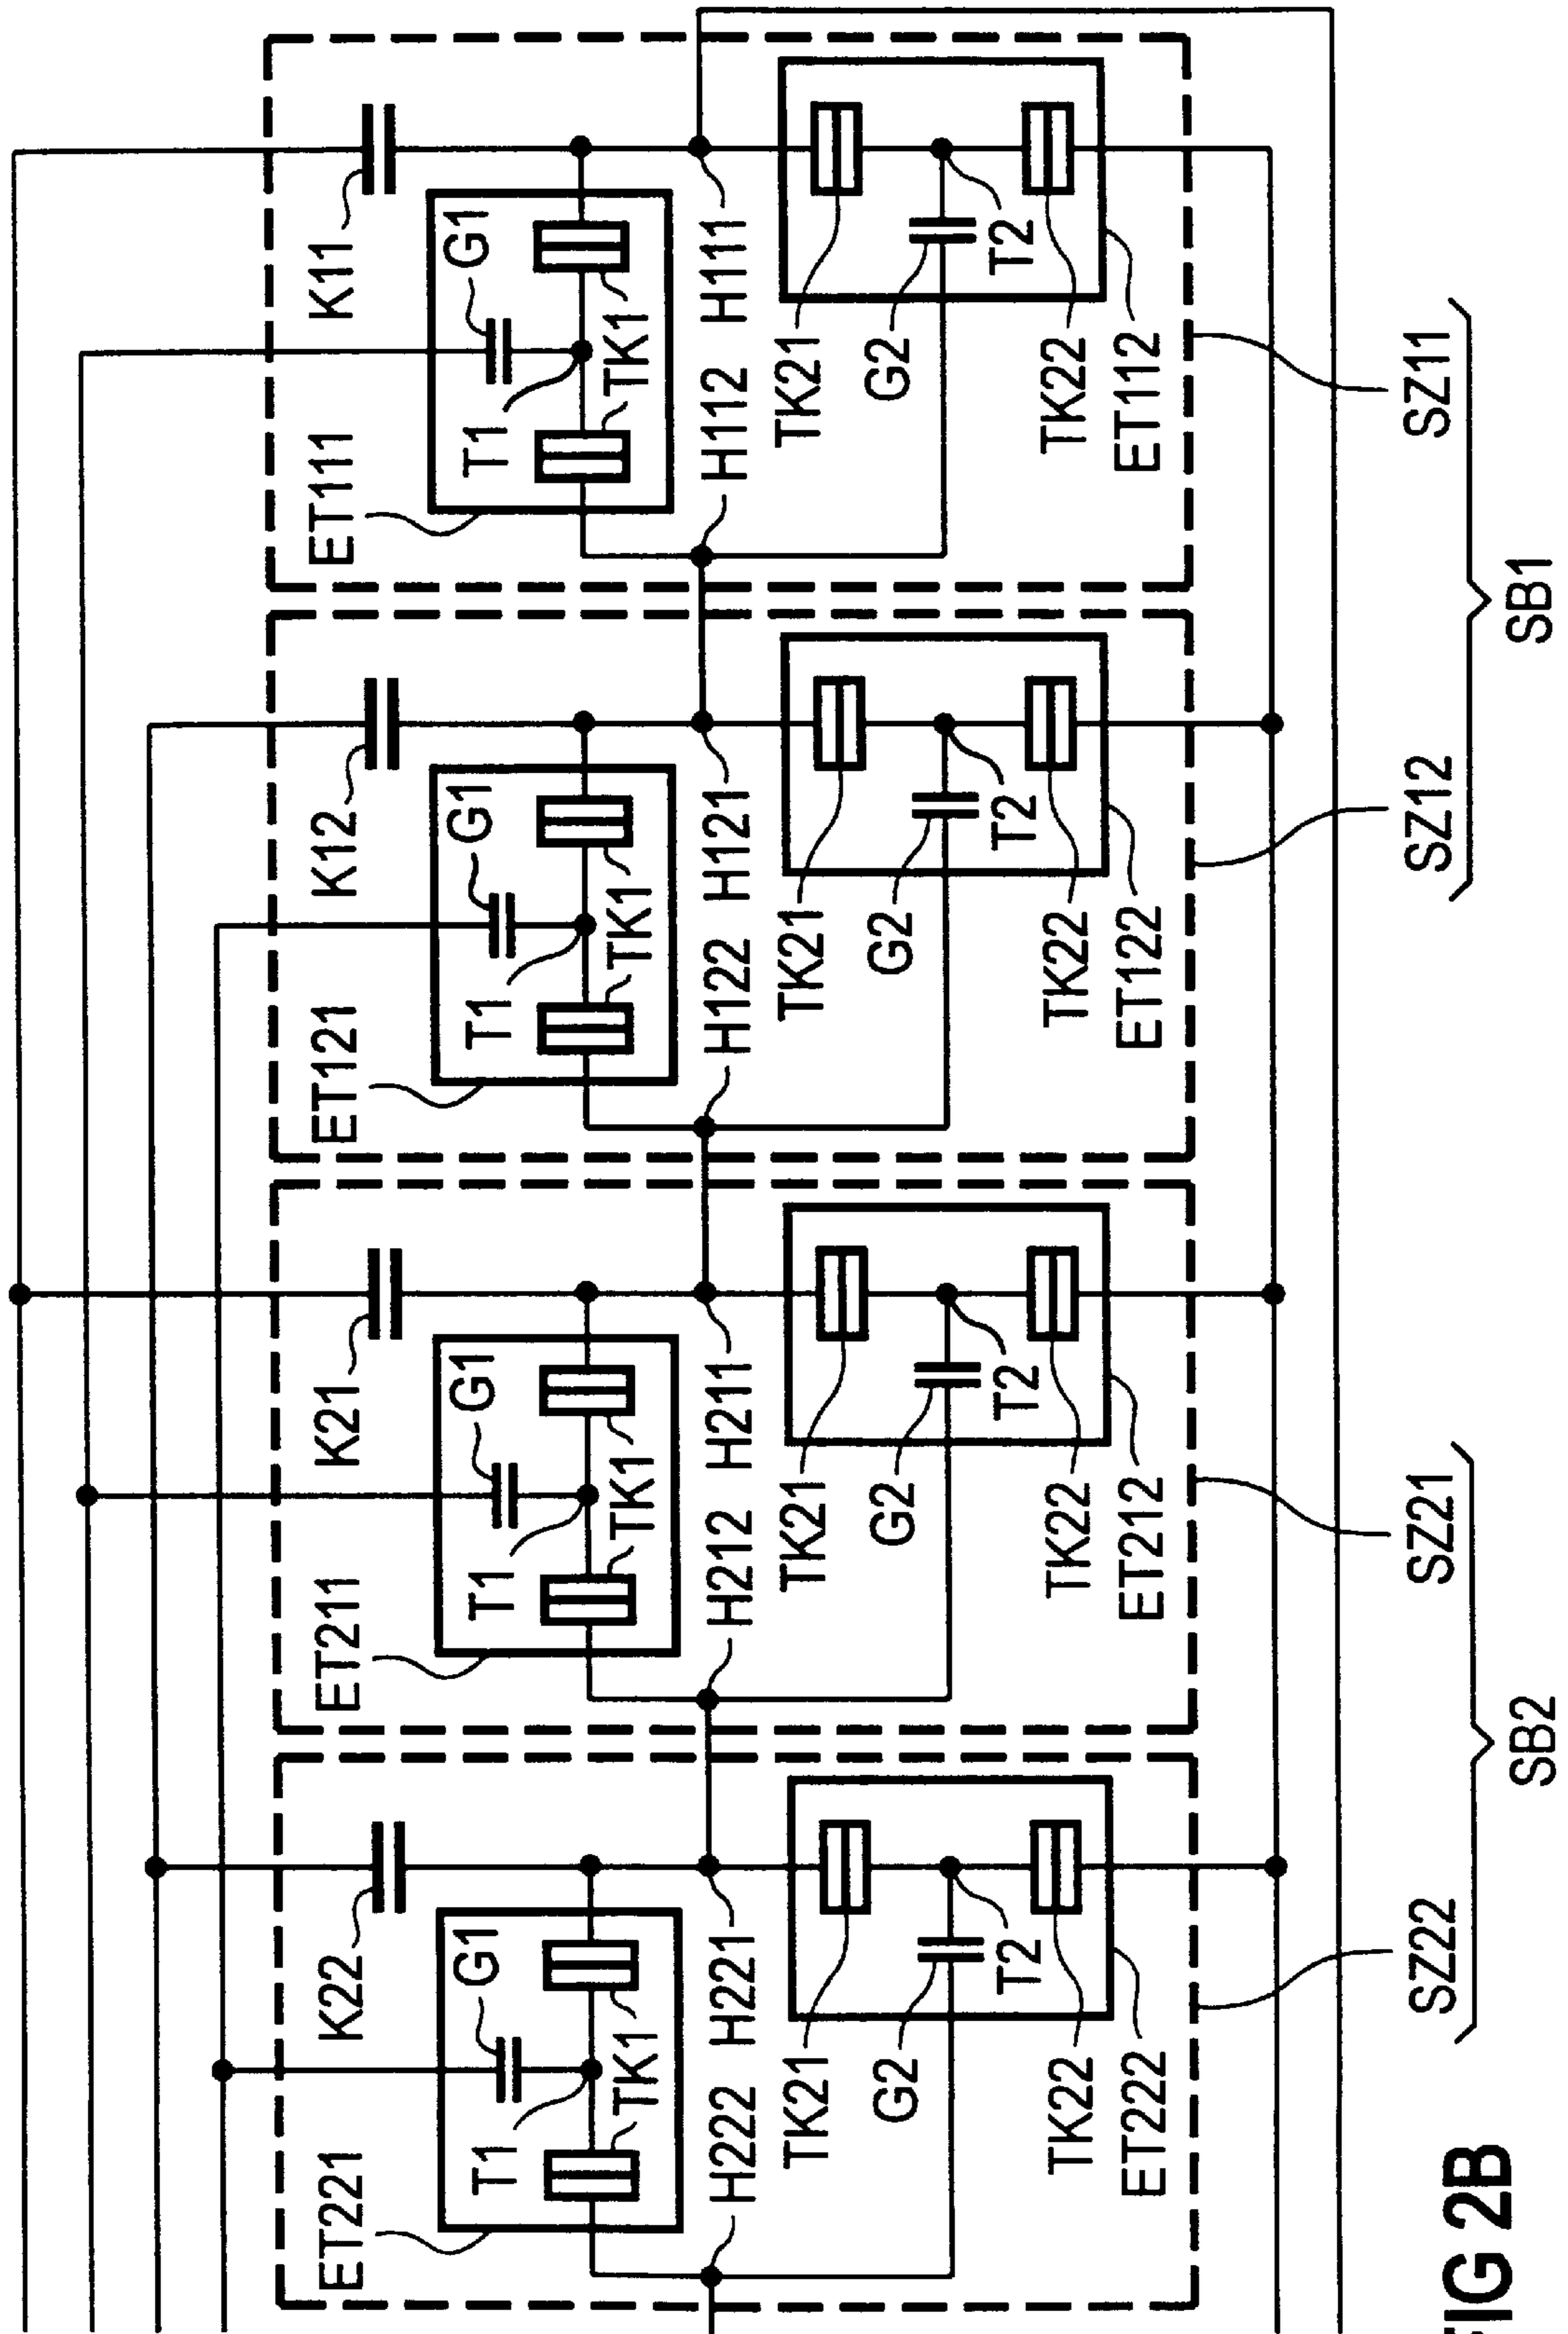 ET221
K22
G1
T1
TK1
H222
H221
TK21
G2
T2
TK22
ET222
ET211
K21
G1
T1
TK1
H212
H211
TK21
G2
T2
TK22
ET212
ET121
K12
G1
T1
TK1
H122
H121
TK21
G2
T2
TK22
ET122
ET111
K11
G1
T1
TK1
H112
H111
TK21
G2
T2
TK22
ET112
SZ22
SZ21
SZ12
SZ11
SB2
SB1
FIG 2B